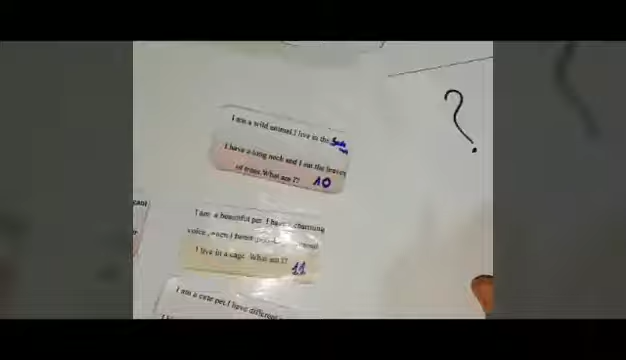 ?
I am a wild animal.I live in the
I have a long neck and I eat the leaves
of trees.What am I?
10
I am a beautiful pet. I have a charming
voice
I live in a cage. What am I?
11
I am a cute pet.I have different